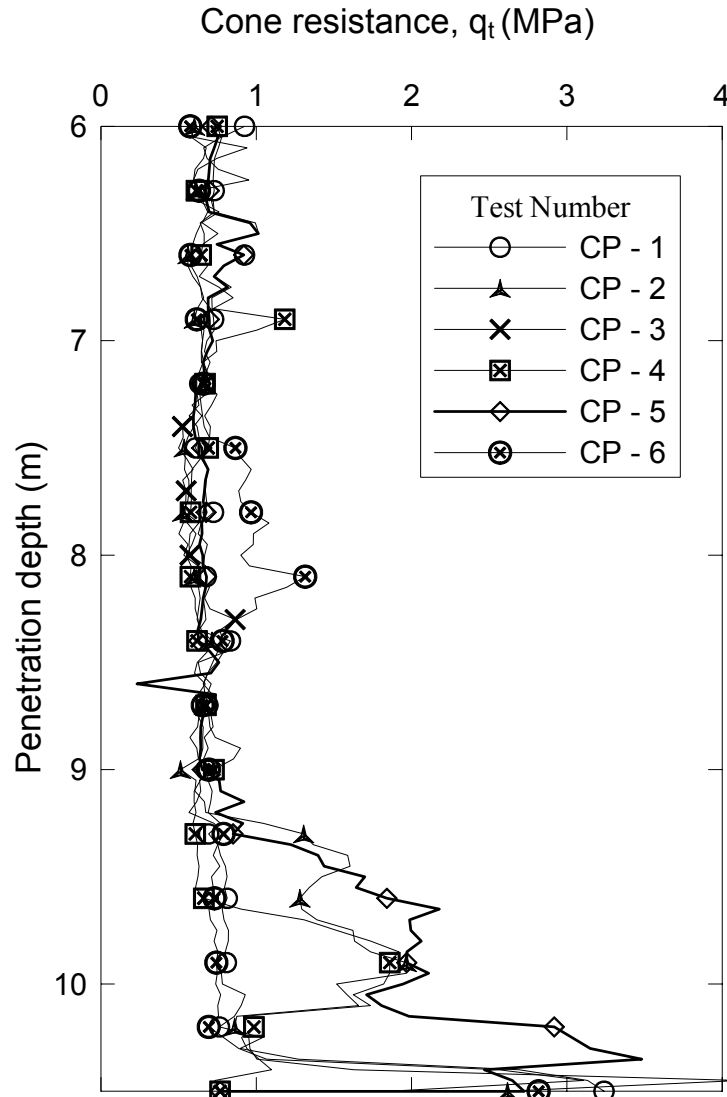 Cone resistance, qt (MPa)
0 1 2 3 4
6
7
8
9
10
Penetration depth (m)
Test Number
CP - 1
CP - 2
CP - 3
CP - 4
CP - 5
CP - 6